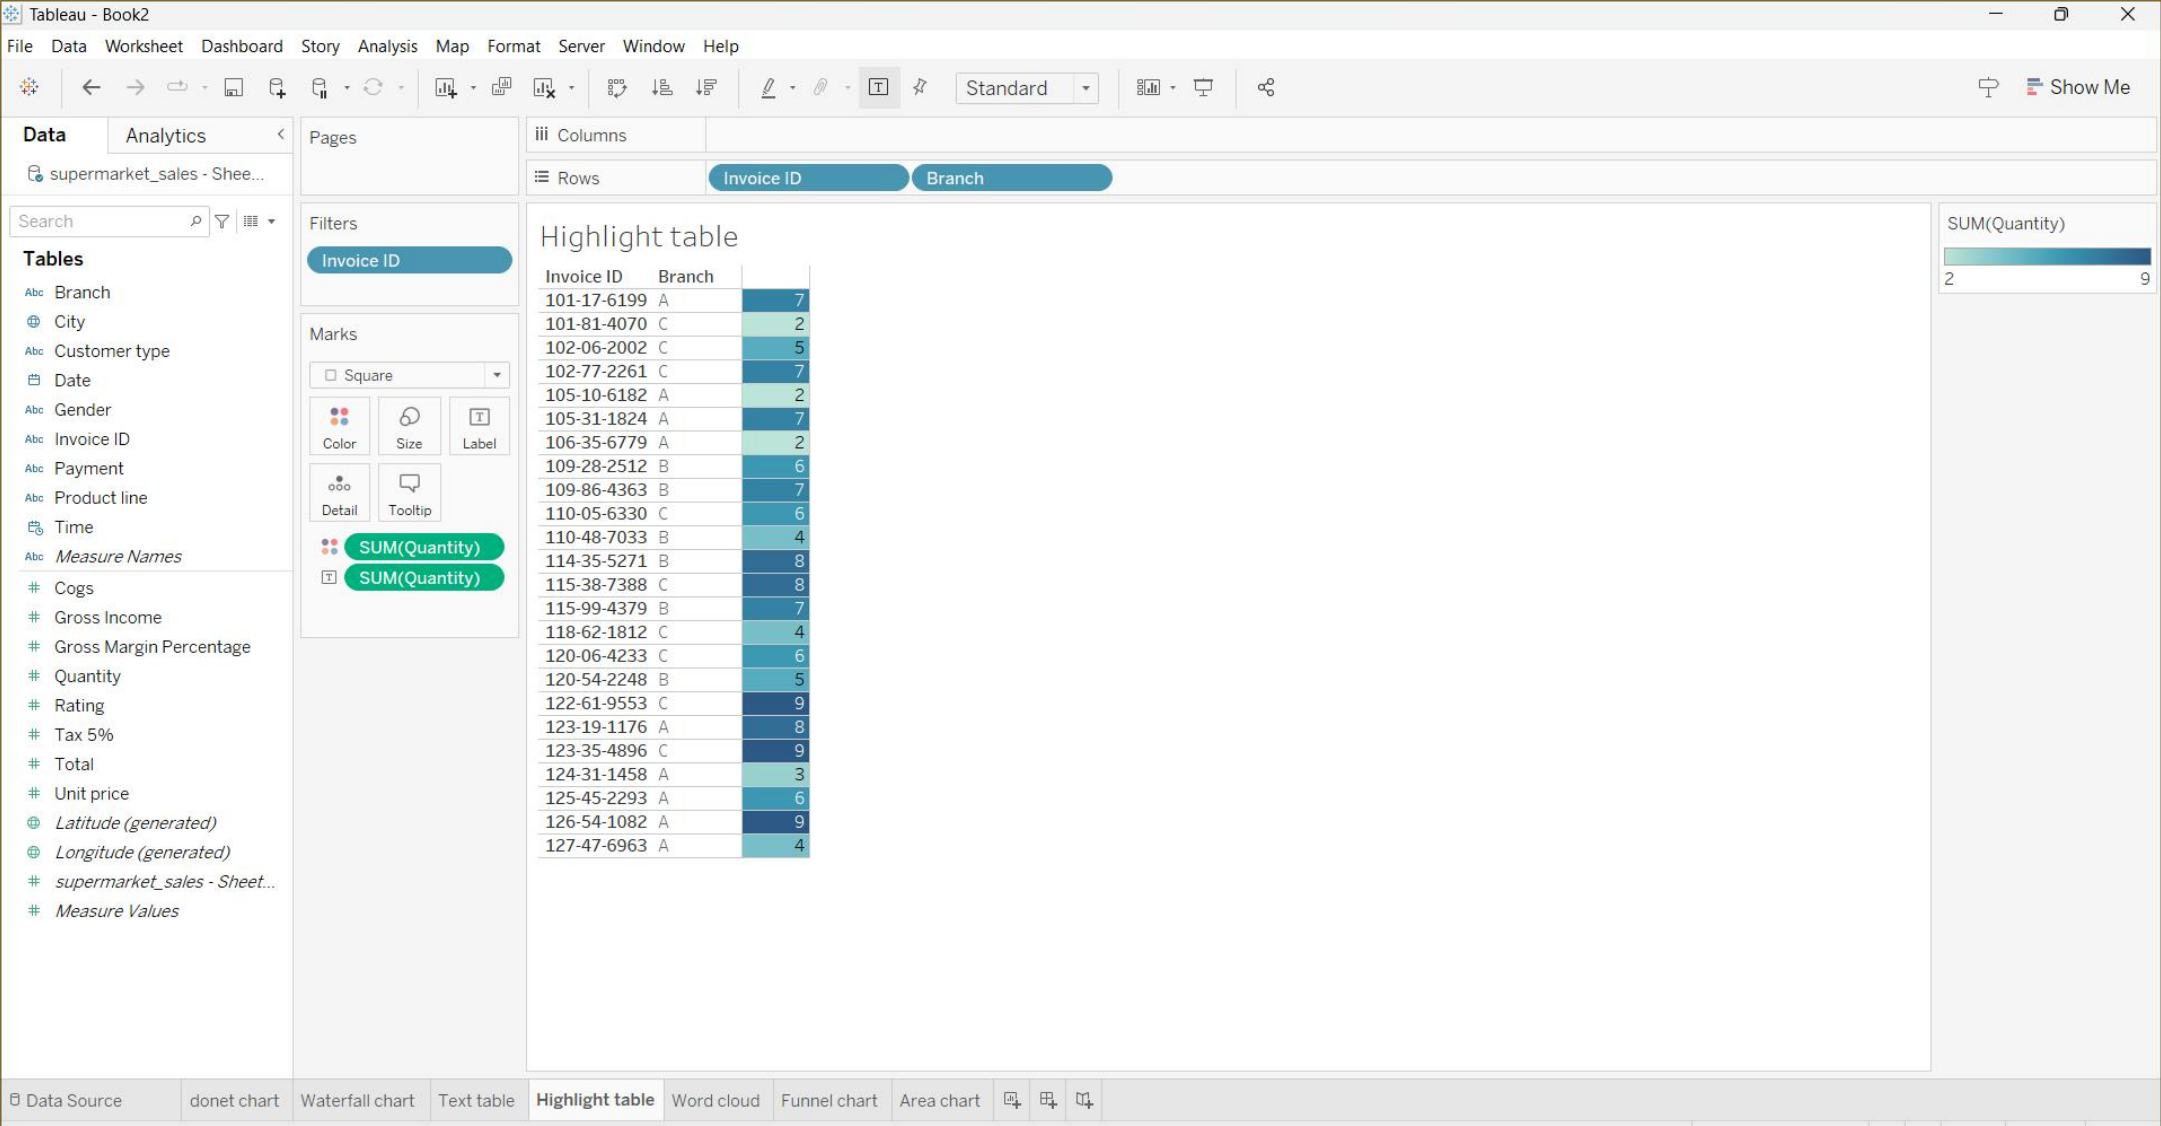 Tableau - Book2
File Data Worksheet Dashboard Story Analysis Map Format Server Window Help
Standard
Show Me
Data Analytics
supermarket_sales - Shee...
Search
Tables
Abc Branch
City
Abc Customer type
Date
Abc Gender
Abc Invoice ID
Abc Payment
Abc Product line
Time
Abc Measure Names
# Cogs
# Gross Income
# Gross Margin Percentage
# Quantity
# Rating
# Tax 5%
# Total
# Unit price
Latitude (generated)
Longitude (generated)
# supermarket_sales - Sheet...
# Measure Values
Pages
Filters
Invoice ID
Marks
Square
Color Size T Label
Detail Tooltip
SUM(Quantity)
T SUM(Quantity)
iii Columns
Rows Invoice ID Branch
Highlight table
Invoice ID Branch
101-17-6199 A 7
101-81-4070 C 2
102-06-2002 C 5
102-77-2261 C 7
105-10-6182 A 2
105-31-1824 A 7
106-35-6779 A 2
109-28-2512 B 6
109-86-4363 B 7
110-05-6330 C 6
110-48-7033 B 4
114-35-5271 B 8
115-38-7388 C 8
115-99-4379 B 7
118-62-1812 C 4
120-06-4233 C 6
120-54-2248 B 5
122-61-9553 C 9
123-19-1176 A 8
123-35-4896 C 9
124-31-1458 A 3
125-45-2293 A 6
126-54-1082 A 9
127-47-6963 A 4
SUM(Quantity)
2 9
Data Source donet chart Waterfall chart Text table Highlight table Word cloud Funnel chart Area chart